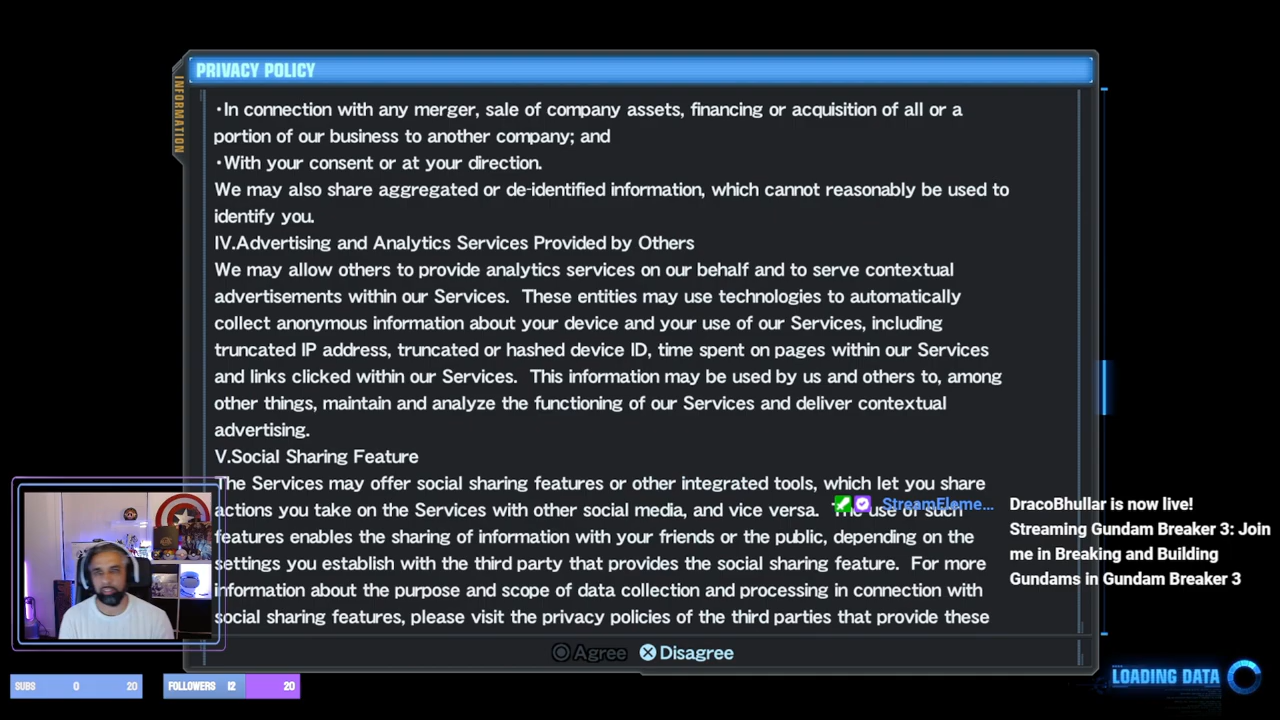 PRIVACY POLICY
INFORMATION
・In connection with any merger, sale of company assets, financing or acquisition of all or a
portion of our business to another company; and
・With your consent or at your direction.
We may also share aggregated or de-identified information, which cannot reasonably be used to
identify you.
IV.Advertising and Analytics Services Provided by Others
We may allow others to provide analytics services on our behalf and to serve contextual
advertisements within our Services.  These entities may use technologies to automatically
collect anonymous information about your device and your use of our Services, including
truncated IP address, truncated or hashed device ID, time spent on pages within our Services
and links clicked within our Services.  This information may be used by us and others to, among
other things, maintain and analyze the functioning of our Services and deliver contextual
advertising.
V.Social Sharing Feature
The Services may offer social sharing features or other integrated tools, which let you share
actions you take on the Services with other social media, and vice versa.  The use of such
features enables the sharing of information with your friends or the public, depending on the
settings you establish with the third party that provides the social sharing feature.  For more
information about the purpose and scope of data collection and processing in connection with
social sharing features, please visit the privacy policies of the third parties that provide these
Agree Disagree
StreamEleme...
DracoBhullar is now live!
Streaming Gundam Breaker 3: Join
me in Breaking and Building
Gundams in Gundam Breaker 3
LOADING DATA
SUBS 0 20
FOLLOWERS 12 20